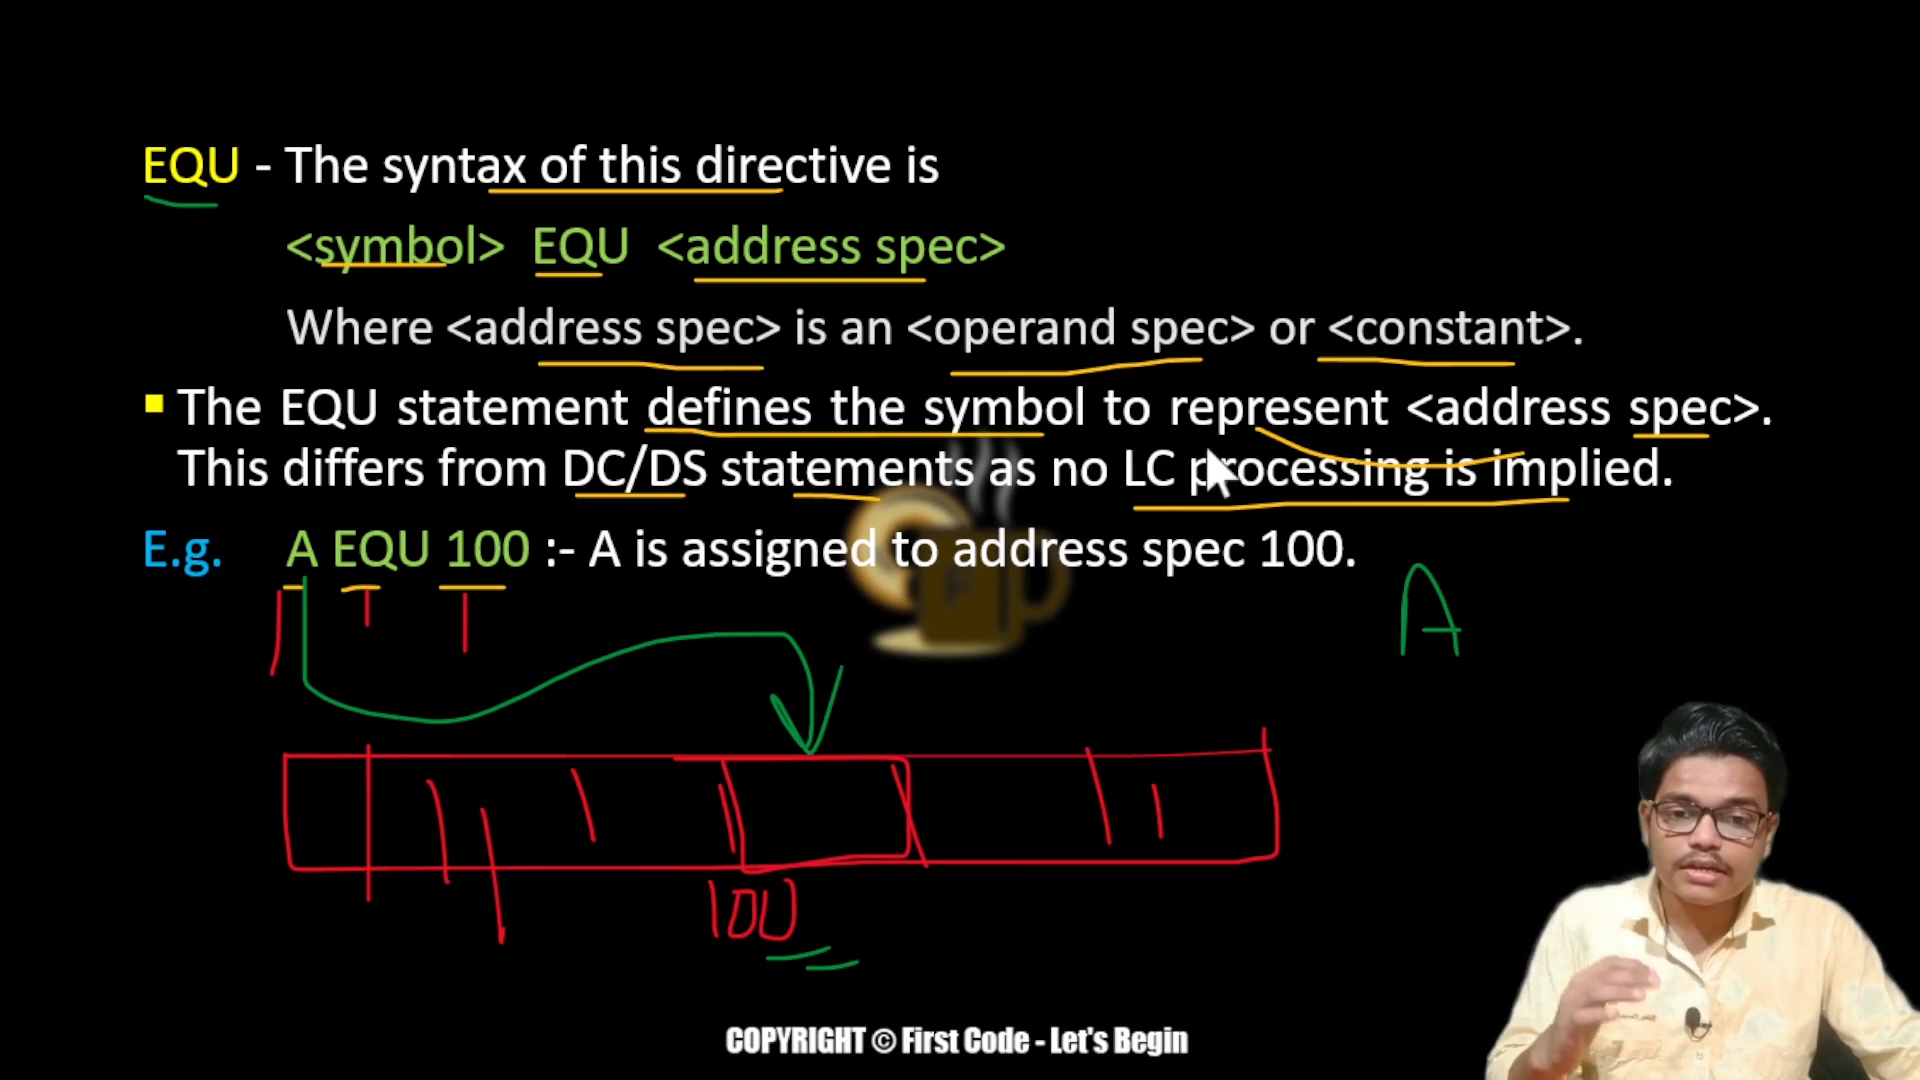 EQU - The syntax of this directive is
<symbol> EQU <address spec>
Where <address spec> is an <operand spec> or <constant>.
▪ The EQU statement defines the symbol to represent <address spec>.
This differs from DC/DS statements as no LC processing is implied.
E.g. A EQU 100 :- A is assigned to address spec 100.
A
100
COPYRIGHT © First Code - Let's Begin